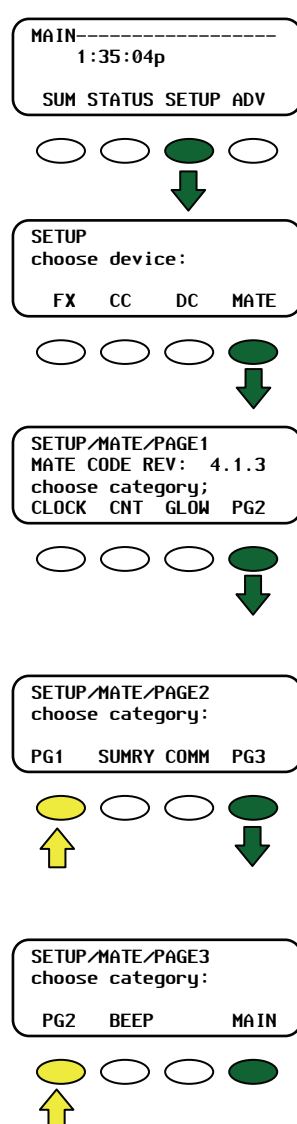 MAIN-------------------
1:35:04p
SUM STATUS SETUP ADV
SETUP
choose device:
FX CC DC MATE
SETUP/MATE/PAGE1
MATE CODE REV: 4.1.3
choose category;
CLOCK CNT GLOW PG2
SETUP/MATE/PAGE2
choose category:
PG1 SUMRY COMM PG3
SETUP/MATE/PAGE3
choose category:
PG2 BEEP MAIN